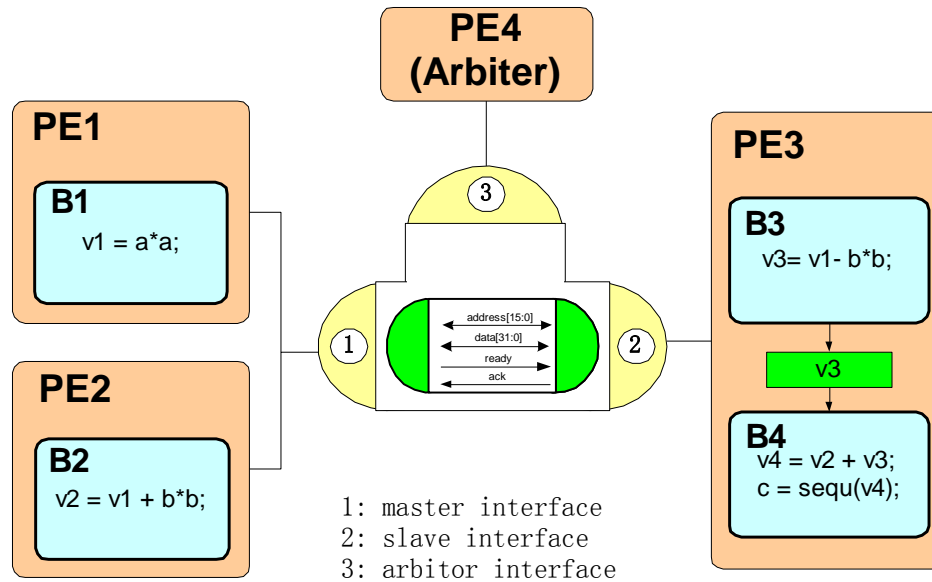 PE4
(Arbiter)
PE1
B1
v1 = a*a;
PE2
B2
v2 = v1 + b*b;
3
1
address[15:0]
data[31:0]
ready
ack
2
PE3
B3
v3= v1- b*b;
v3
B4
v4 = v2 + v3;
c = sequ(v4);
1: master interface
2: slave interface
3: arbitor interface